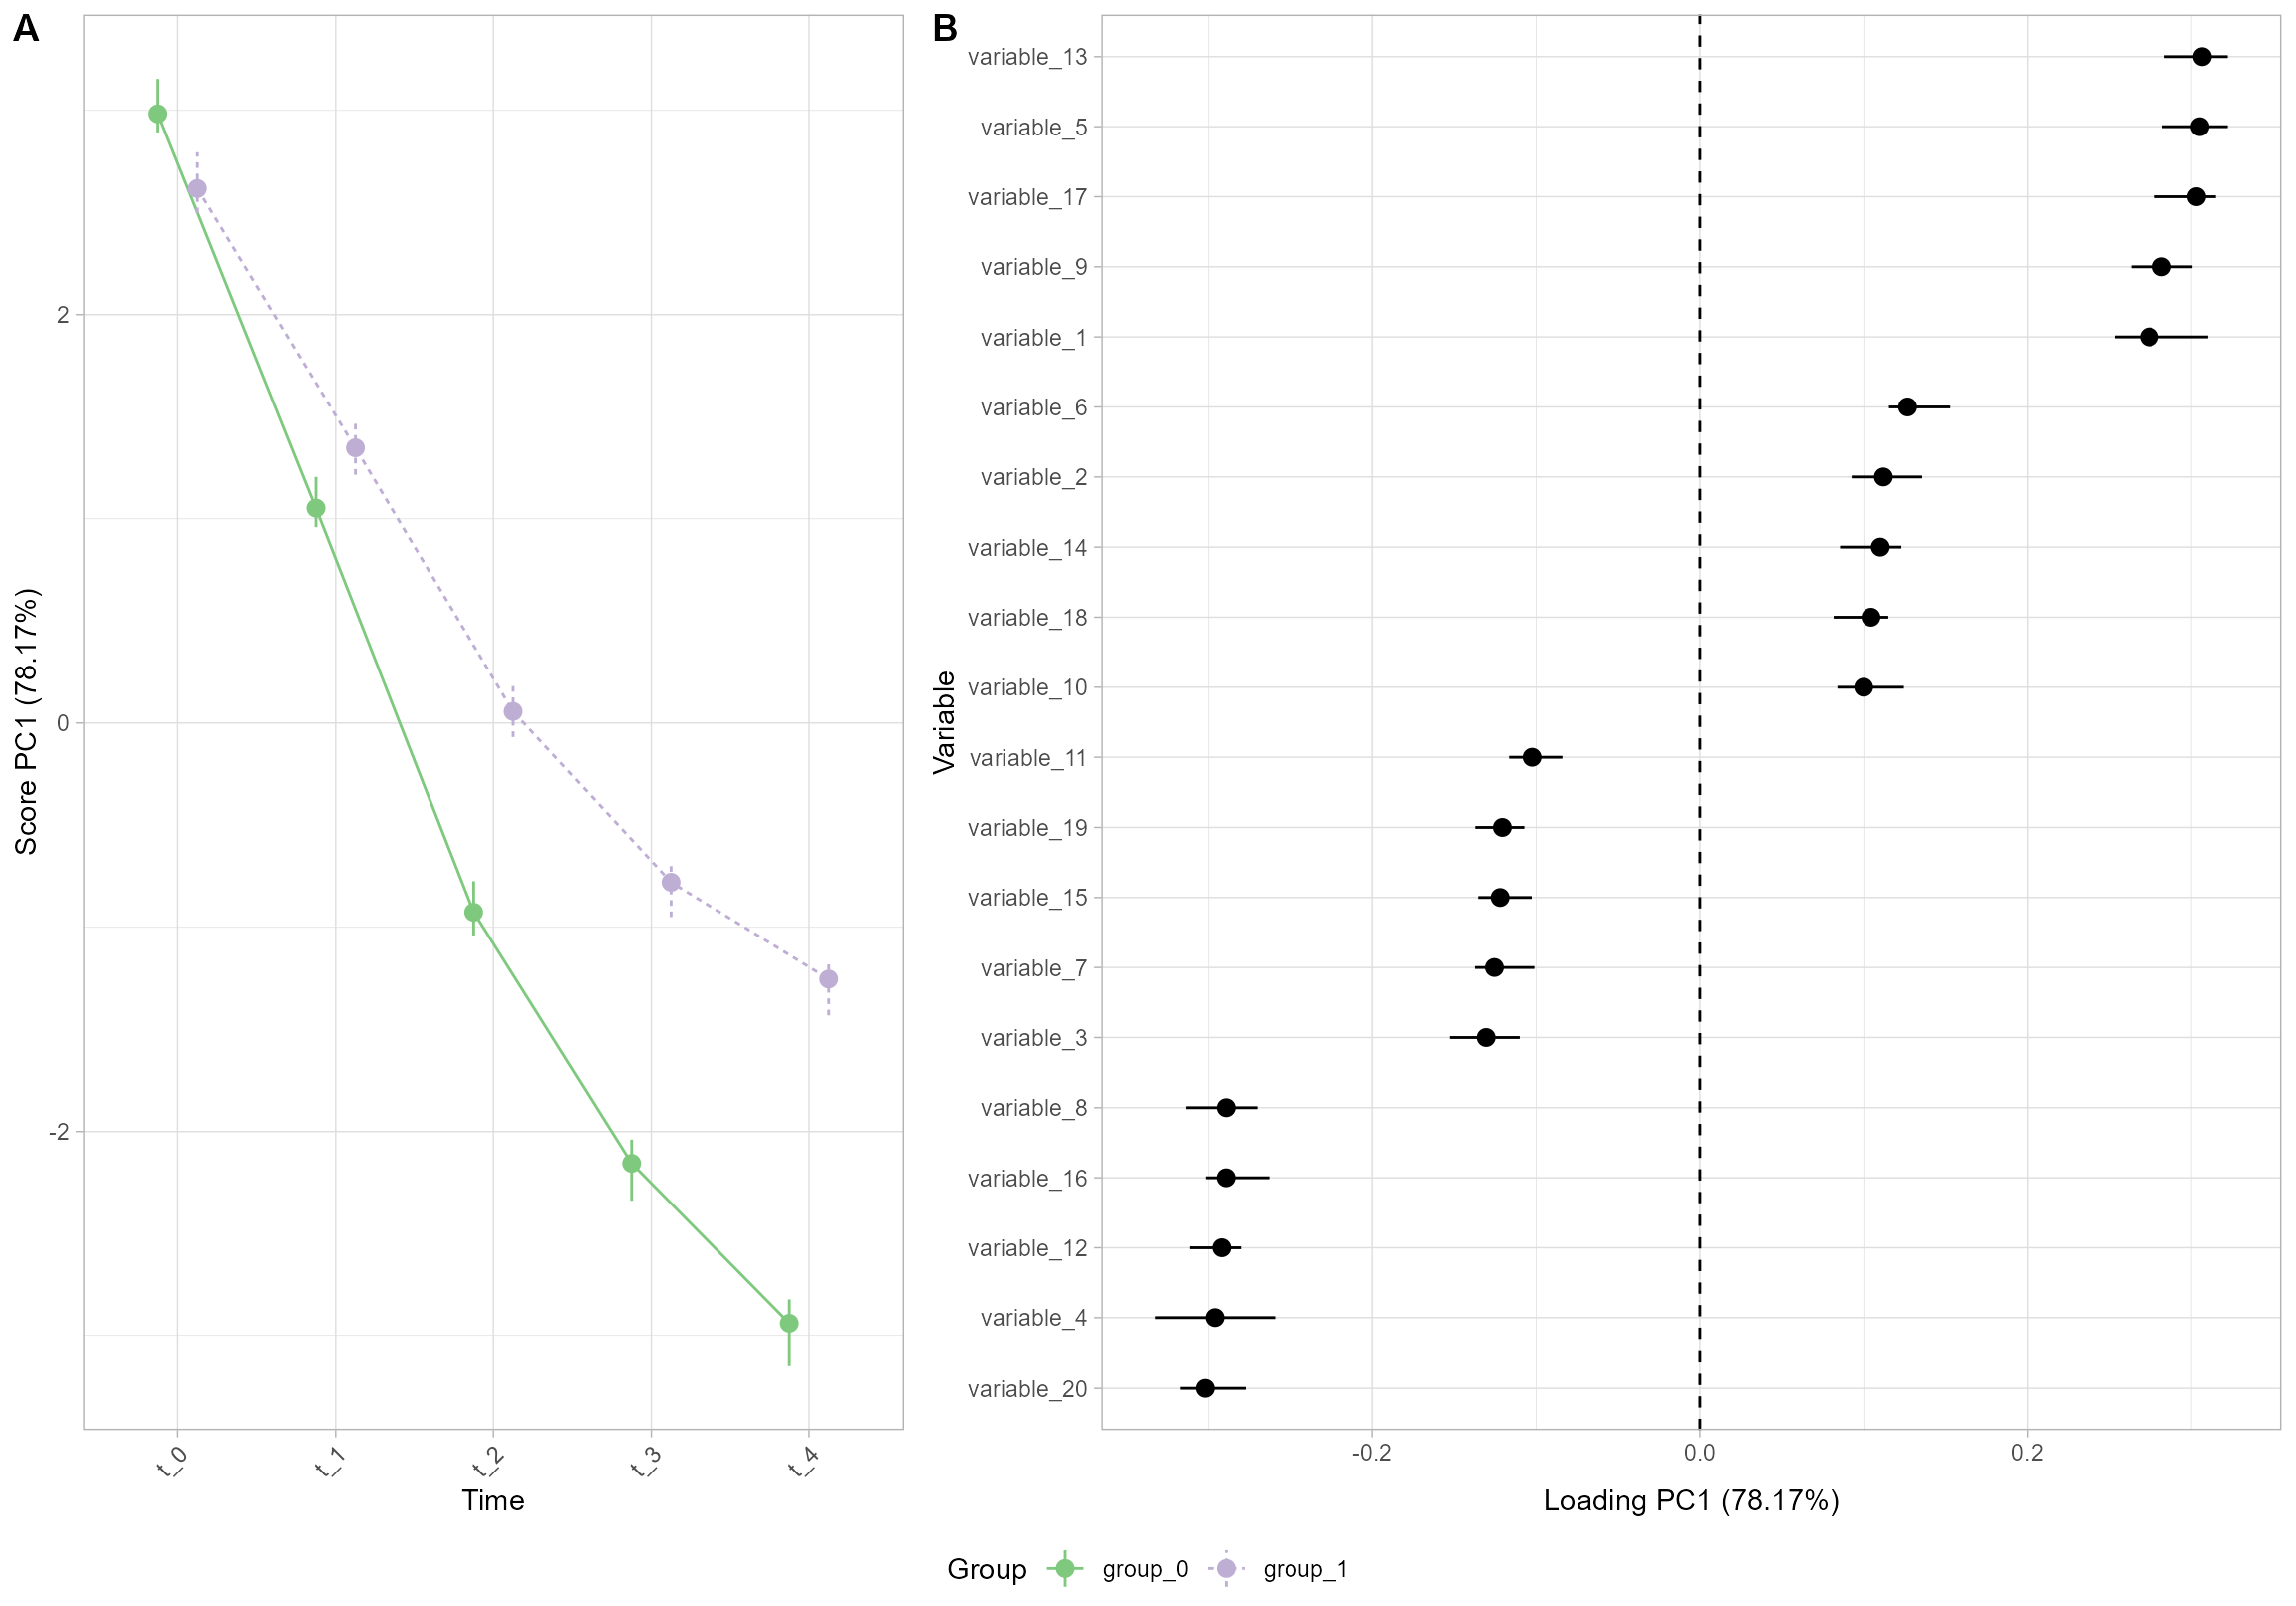 A
Score PC1 (78.17%)
2
0
-2
t_0
t_1
t_2
t_3
t_4
Time
B
Variable
variable_13
variable_5
variable_17
variable_9
variable_1
variable_6
variable_2
variable_14
variable_18
variable_10
variable_11
variable_19
variable_15
variable_7
variable_3
variable_8
variable_16
variable_12
variable_4
variable_20
-0.2
0.0
0.2
Loading PC1 (78.17%)
Group group_0 group_1